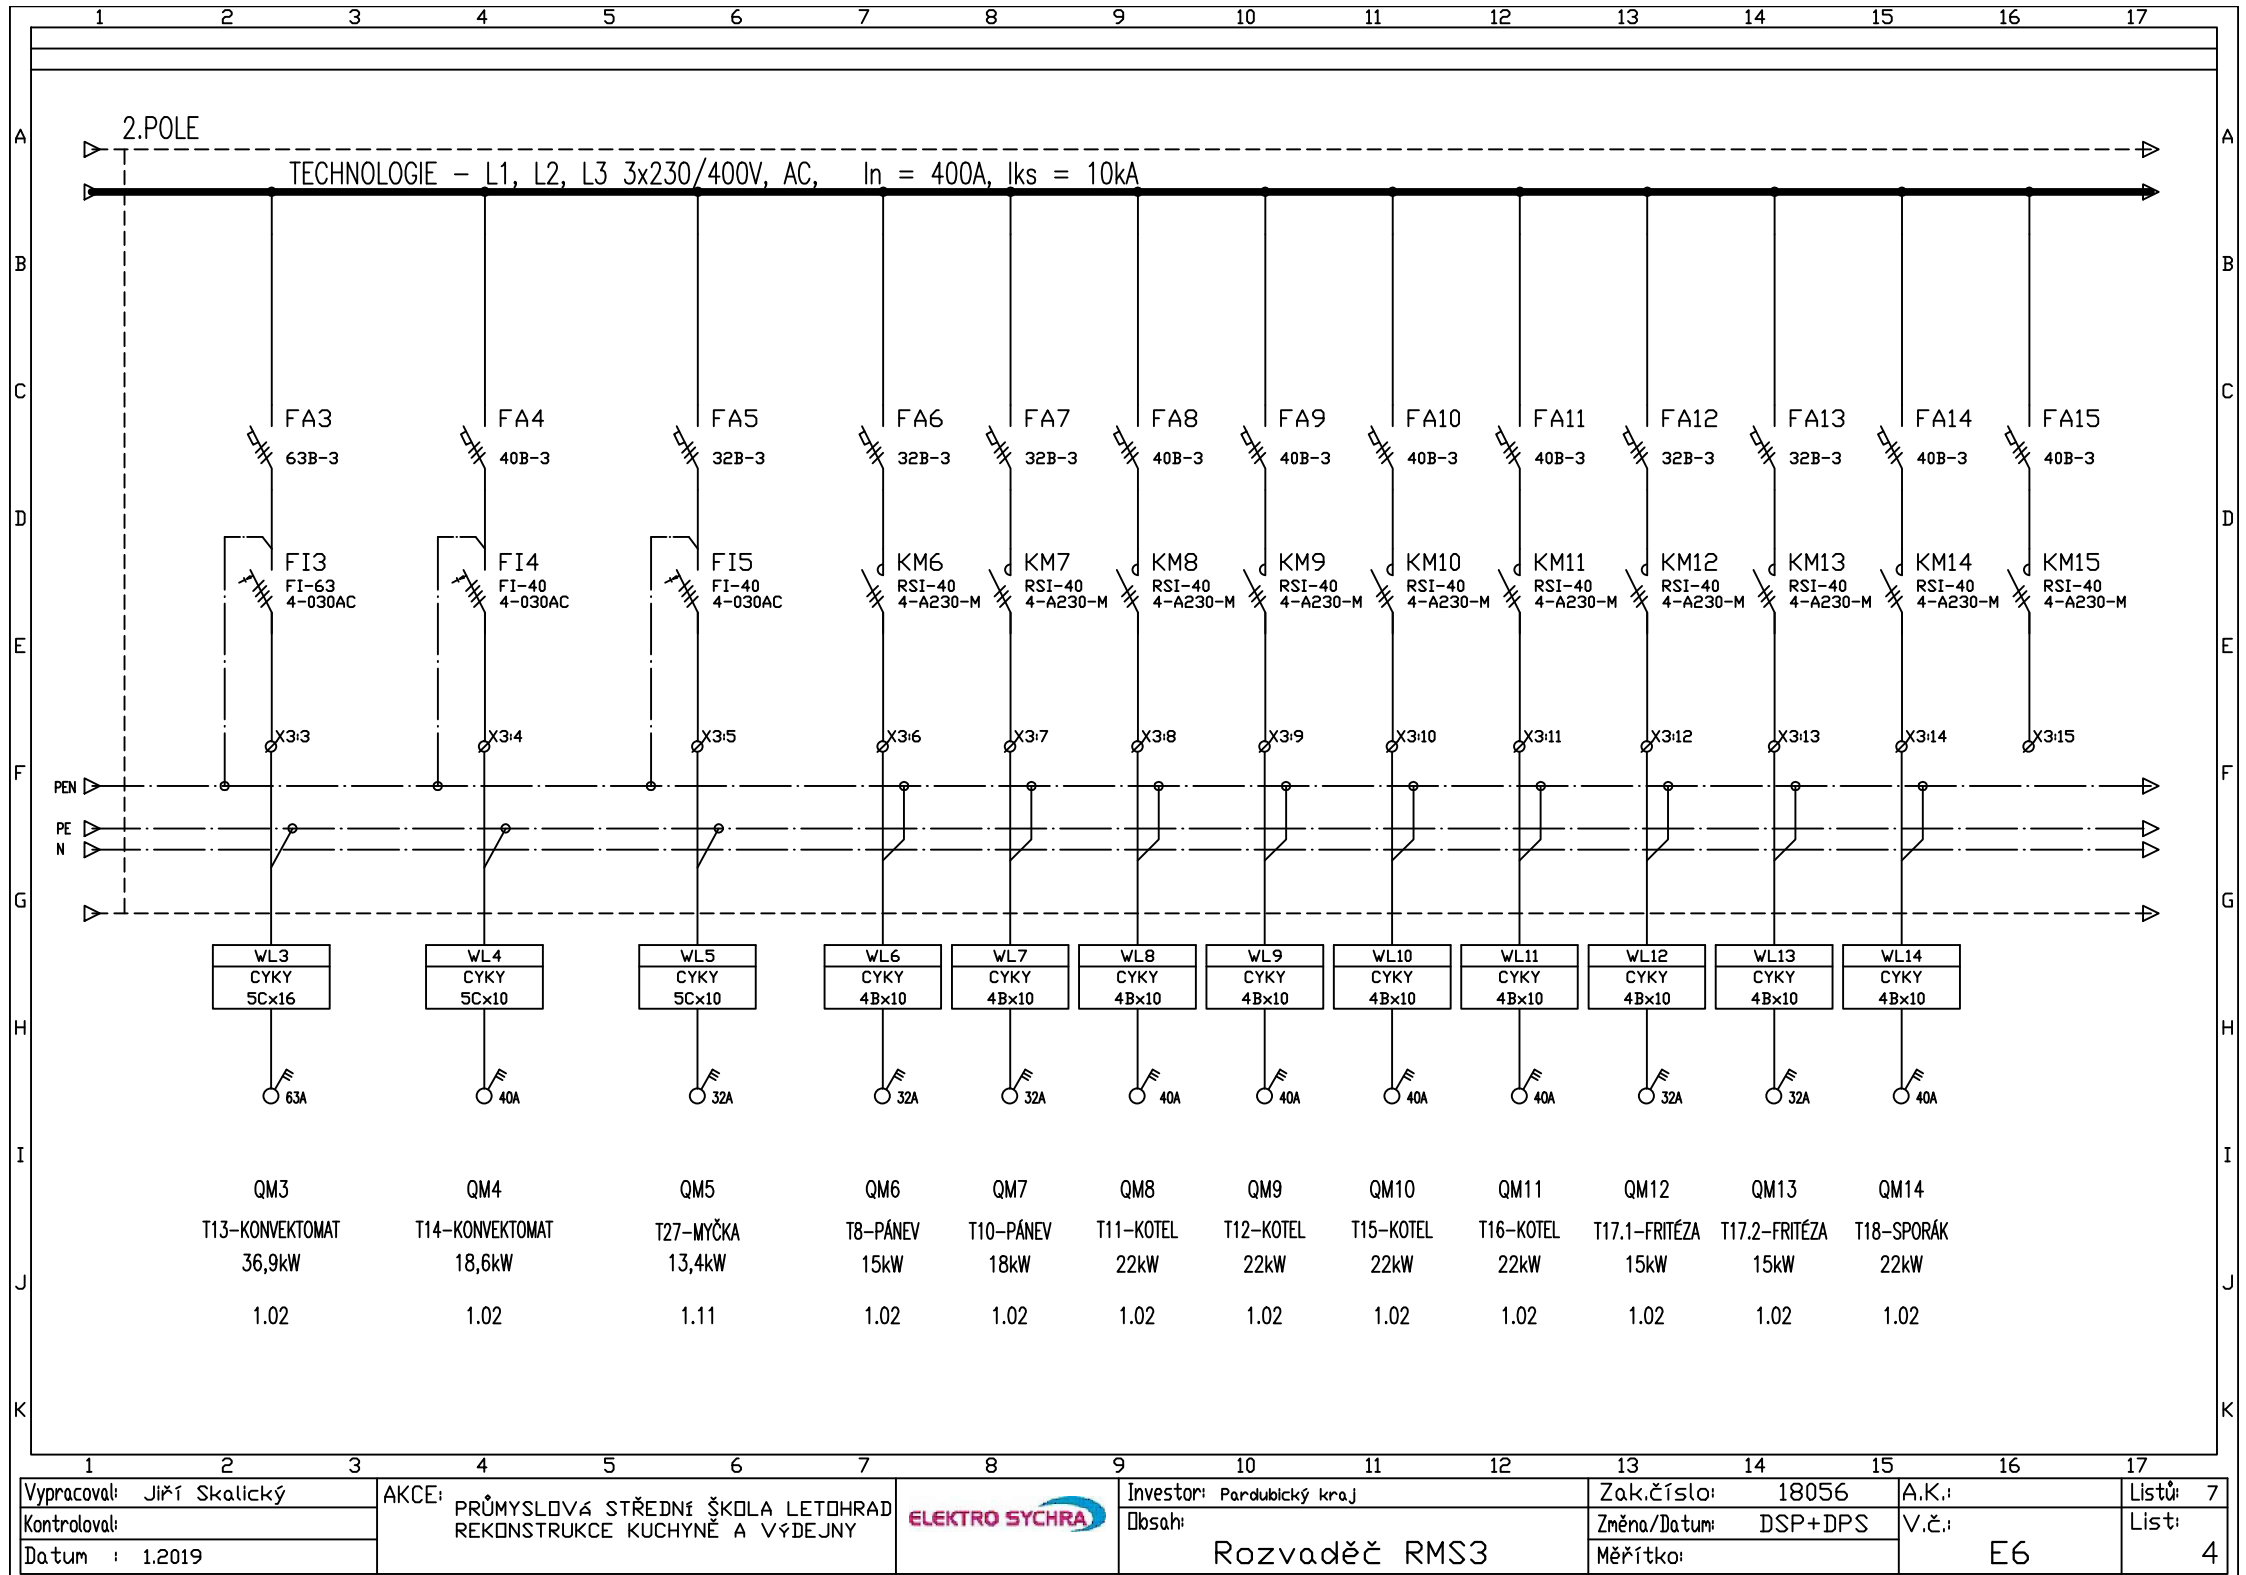 1 2 3 4 5 6 7 8 9 10 11 12 13 14 15 16 17
A A
2.POLE
TECHNOLOGIE - L1, L2, L3 3x230/400V, AC, In = 400A, Iks = 10kA
B B
C C
FA3 FA4 FA5 FA6 FA7 FA8 FA9 FA10 FA11 FA12 FA13 FA14 FA15
63B-3 40B-3 32B-3 32B-3 32B-3 40B-3 40B-3 40B-3 40B-3 32B-3 32B-3 40B-3 40B-3
D D
FI3 FI4 FI5 KM6 KM7 KM8 KM9 KM10 KM11 KM12 KM13 KM14 KM15
FI-63 FI-40 FI-40 RSI-40 RSI-40 RSI-40 RSI-40 RSI-40 RSI-40 RSI-40 RSI-40 RSI-40 RSI-40
4-030AC 4-030AC 4-030AC 4-A230-M 4-A230-M 4-A230-M 4-A230-M 4-A230-M 4-A230-M 4-A230-M 4-A230-M 4-A230-M 4-A230-M
E E
X3:3 X3:4 X3:5 X3:6 X3:7 X3:8 X3:9 X3:10 X3:11 X3:12 X3:13 X3:14 X3:15
F F
PEN
PE
N
G G
WL3 WL4 WL5 WL6 WL7 WL8 WL9 WL10 WL11 WL12 WL13 WL14
CYKY CYKY CYKY CYKY CYKY CYKY CYKY CYKY CYKY CYKY CYKY CYKY
5Cx16 5Cx10 5Cx10 4Bx10 4Bx10 4Bx10 4Bx10 4Bx10 4Bx10 4Bx10 4Bx10 4Bx10
H H
63A 40A 32A 32A 32A 40A 40A 40A 40A 32A 32A 40A
I I
QM3 QM4 QM5 QM6 QM7 QM8 QM9 QM10 QM11 QM12 QM13 QM14
T13-KONVEKTOMAT T14-KONVEKTOMAT T27-MYČKA T8-PÁNEV T10-PÁNEV T11-KOTEL T12-KOTEL T15-KOTEL T16-KOTEL T17.1-FRITÉZA T17.2-FRITÉZA T18-SPORÁK
36,9kW 18,6kW 13,4kW 15kW 18kW 22kW 22kW 22kW 22kW 15kW 15kW 22kW
J J
1.02 1.02 1.11 1.02 1.02 1.02 1.02 1.02 1.02 1.02 1.02 1.02
K K
1 2 3 4 5 6 7 8 9 10 11 12 13 14 15 16 17
Vypracoval: Jiří Skalický
Kontroloval:
Datum : 1.2019
AKCE: PRŮMYSLOVá STŘEDNí ŠKOLA LETOHRAD
REKONSTRUKCE KUCHYNĚ A VýDEJNY
ELEKTRO SYCHRA
Investor: Pardubický kraj
Obsah:
Rozvaděč RMS3
Zak.číslo: 18056
Změna/Datum: DSP+DPS
Měřítko:
A.K.:
V.č.:
E6
Listů: 7
List:
4